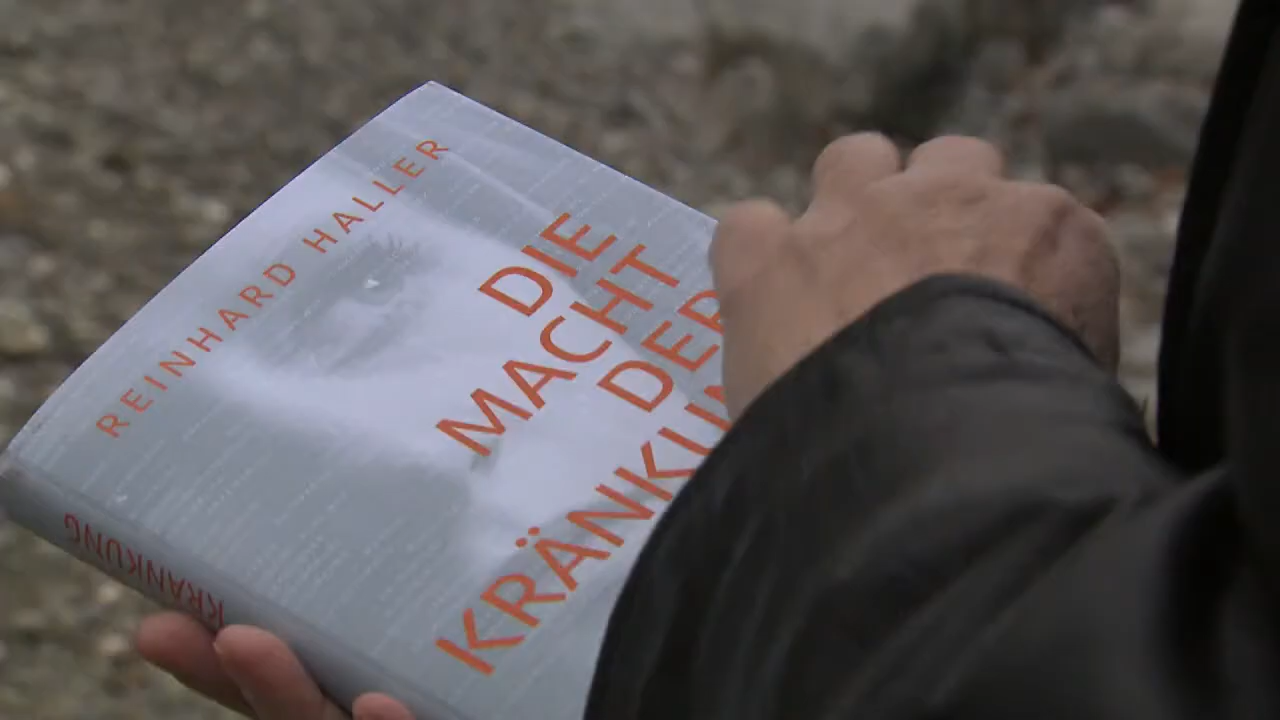 REINHARD HALLER
DIE
MACHT
DER
KRÄNKUN
KRÄNKUNG